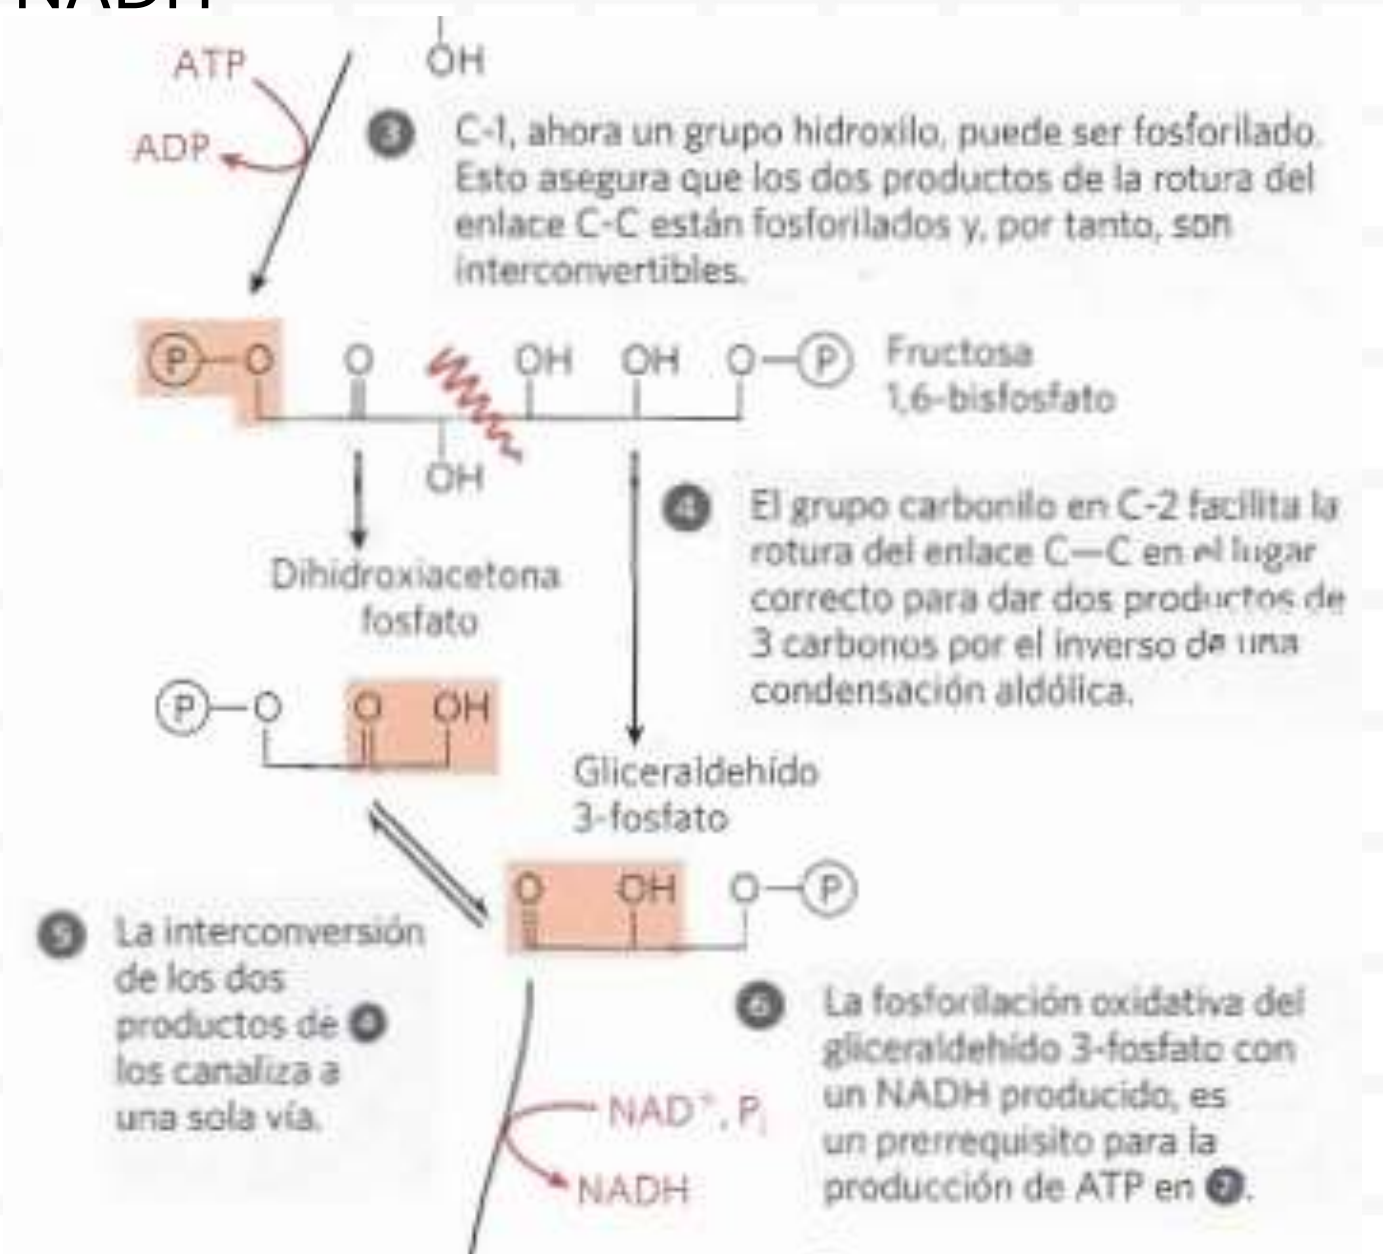 NADH
OH
ATP
ADP
3
C-1, ahora un grupo hidroxilo, puede ser fosforilado.
Esto asegura que los dos productos de la rotura del
enlace C-C están fosforilados y, por tanto, son
interconvertibles.
P O O OH OH O P
OH
Fructosa
1,6-bisfosfato
4
El grupo carbonilo en C-2 facilita la
rotura del enlace C—C en el lugar
correcto para dar dos productos de
3 carbonos por el inverso de una
condensación aldólica.
Dihidroxiacetona
fosfato
P O O OH
Gliceraldehído
3-fosfato
O OH O P
5
La interconversión
de los dos
productos de 4
los canaliza a
una sola vía.
6
La fosforilación oxidativa del
gliceraldehido 3-fosfato con
un NADH producido, es
un prerrequisito para la
producción de ATP en 7.
NAD⁺, Pi
NADH